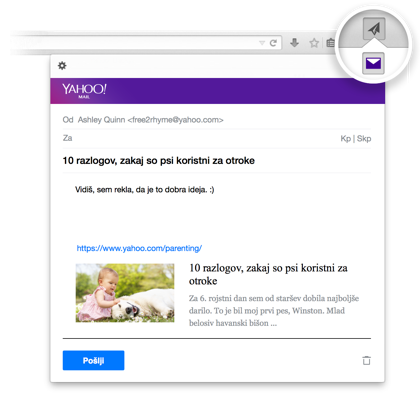 YAHOO!
MAIL
Od Ashley Quinn <free2rhyme@yahoo.com>
Za Kp | Skp
10 razlogov, zakaj so psi koristni za otroke
Vidiš, sem rekla, da je to dobra ideja. :)
https://www.yahoo.com/parenting/
10 razlogov, zakaj so psi koristni za
otroke
Za 6. rojstni dan sem od staršev dobila najboljše
darilo. To je bil moj prvi pes, Winston. Mlad
belosiv havanski bišon ...
Pošlji